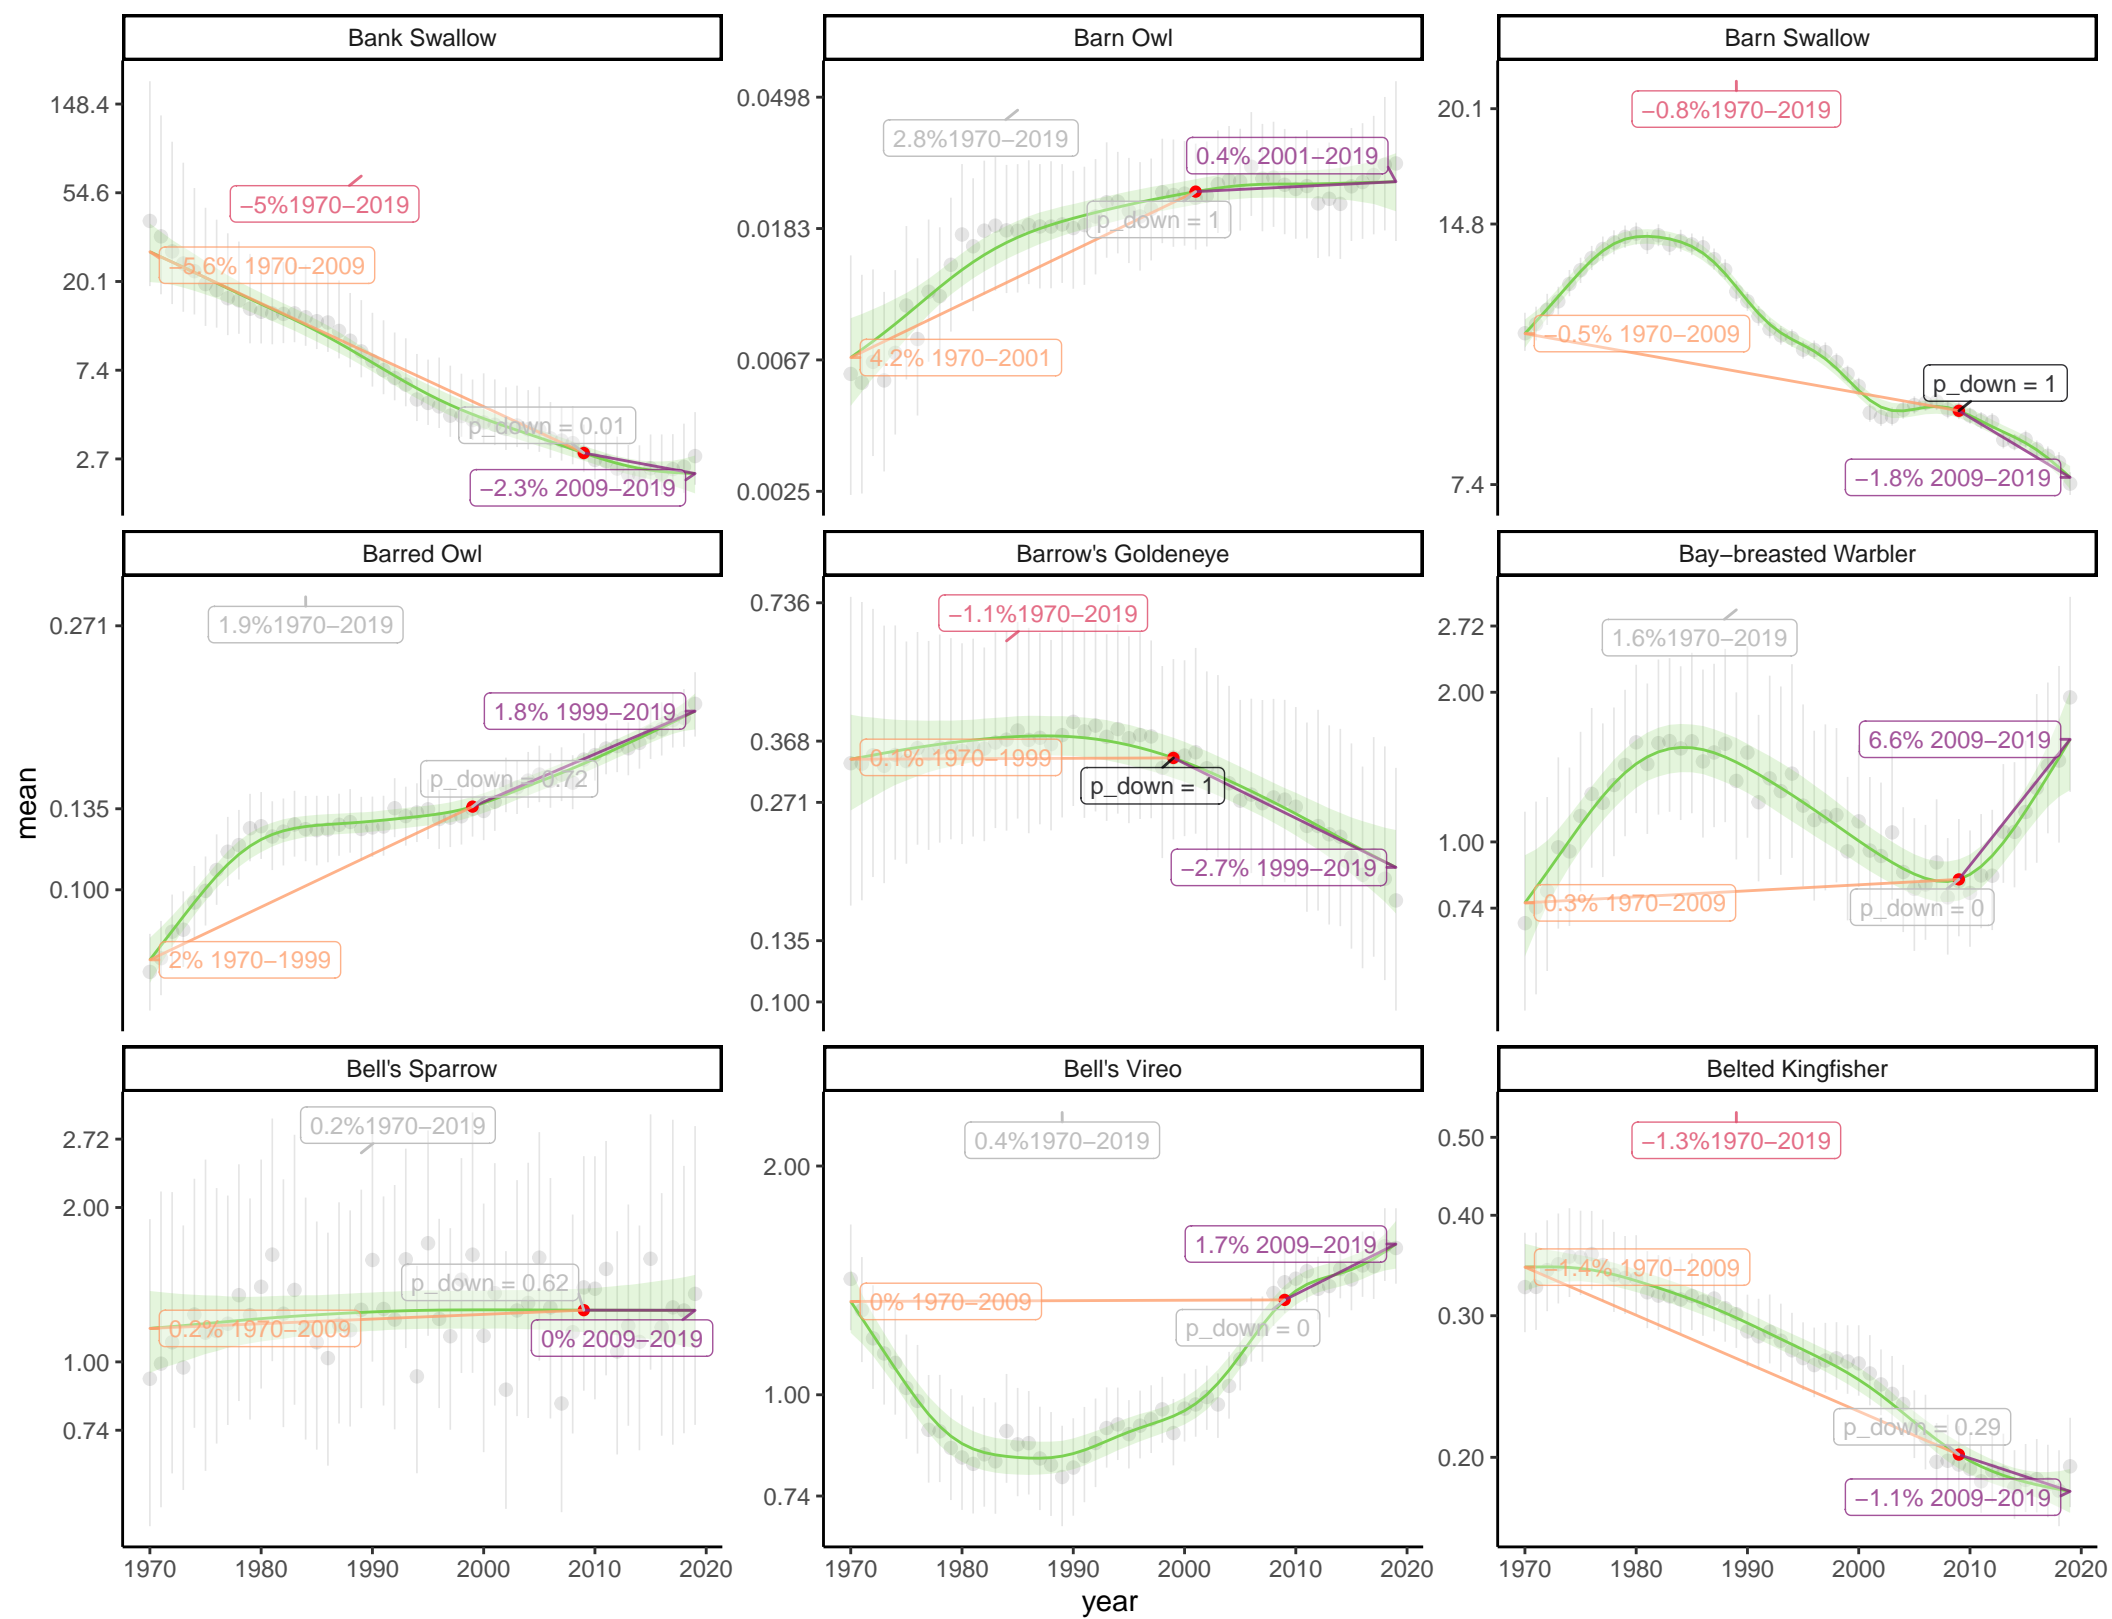 Bank Swallow
148.4
54.6
20.1
7.4
2.7
−5%1970−2019
−5.6% 1970−2009
p_down = 0.01
−2.3% 2009−2019
Barn Owl
0.0498
0.0183
0.0067
0.0025
2.8%1970−2019
0.4% 2001−2019
p_down = 1
4.2% 1970−2001
Barn Swallow
20.1
14.8
7.4
−0.8%1970−2019
−0.5% 1970−2009
p_down = 1
−1.8% 2009−2019
mean
Barred Owl
0.271
0.135
0.100
1.9%1970−2019
1.8% 1999−2019
p_down = 0.72
2% 1970−1999
Barrow's Goldeneye
0.736
0.368
0.271
0.135
0.100
−1.1%1970−2019
0.1% 1970−1999
p_down = 1
−2.7% 1999−2019
Bay−breasted Warbler
2.72
2.00
1.00
0.74
1.6%1970−2019
6.6% 2009−2019
0.3% 1970−2009
p_down = 0
Bell's Sparrow
2.72
2.00
1.00
0.74
0.2%1970−2019
p_down = 0.62
0.2% 1970−2009
0% 2009−2019
1970 1980 1990 2000 2010 2020
Bell's Vireo
2.00
1.00
0.74
0.4%1970−2019
1.7% 2009−2019
0% 1970−2009
p_down = 0
1970 1980 1990 2000 2010 2020
Belted Kingfisher
0.50
0.40
0.30
0.20
−1.3%1970−2019
−1.4% 1970−2009
p_down = 0.29
−1.1% 2009−2019
1970 1980 1990 2000 2010 2020
year